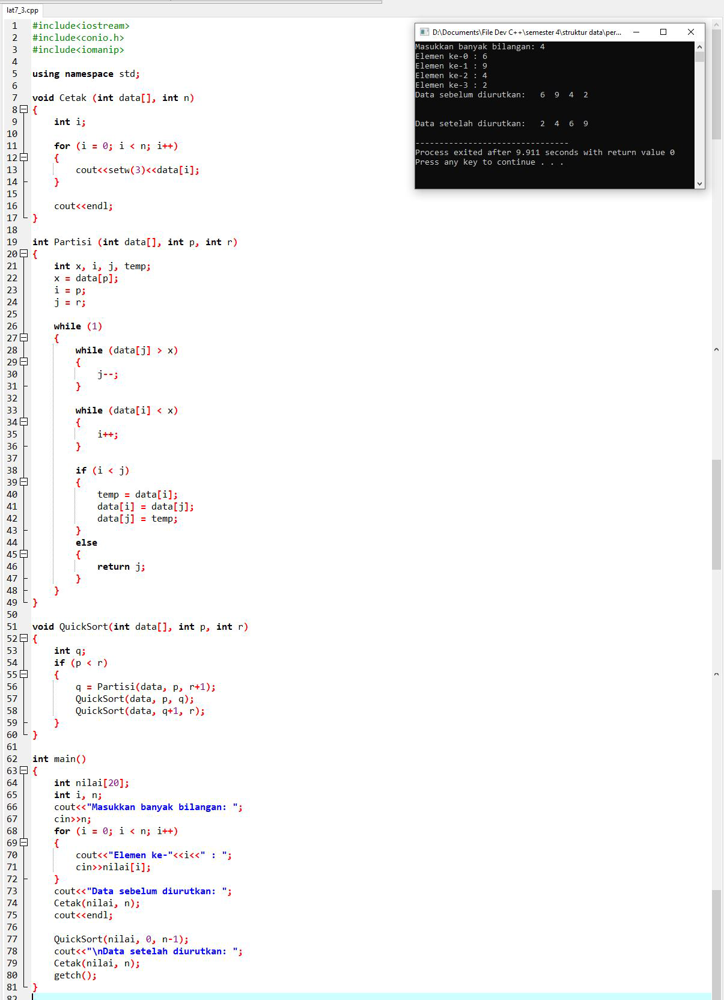 lat7_3.cpp
1 #include<iostream>
2 #include<conio.h>
3 #include<iomanip>
4
5 using namespace std;
6
7 void Cetak (int data[], int n)
8 {
9     int i;
10
11     for (i = 0; i < n; i++)
12     {
13         cout<<setw(3)<<data[i];
14     }
15
16     cout<<endl;
17 }
18
19 int Partisi (int data[], int p, int r)
20 {
21     int x, i, j, temp;
22     x = data[p];
23     i = p;
24     j = r;
25
26     while (1)
27     {
28         while (data[j] > x)
29         {
30             j--;
31         }
32
33         while (data[i] < x)
34         {
35             i++;
36         }
37
38         if (i < j)
39         {
40             temp = data[i];
41             data[i] = data[j];
42             data[j] = temp;
43         }
44         else
45         {
46             return j;
47         }
48     }
49 }
50
51 void QuickSort(int data[], int p, int r)
52 {
53     int q;
54     if (p < r)
55     {
56         q = Partisi(data, p, r+1);
57         QuickSort(data, p, q);
58         QuickSort(data, q+1, r);
59     }
60 }
61
62 int main()
63 {
64     int nilai[20];
65     int i, n;
66     cout<<"Masukkan banyak bilangan: ";
67     cin>>n;
68     for (i = 0; i < n; i++)
69     {
70         cout<<"Elemen ke-"<<i<<" : ";
71         cin>>nilai[i];
72     }
73     cout<<"Data sebelum diurutkan: ";
74     Cetak(nilai, n);
75     cout<<endl;
76
77     QuickSort(nilai, 0, n-1);
78     cout<<"\nData setelah diurutkan: ";
79     Cetak(nilai, n);
80     getch();
81 }
82
D:\Documents\File Dev C++\semester 4\struktur data\per...
Masukkan banyak bilangan: 4
Elemen ke-0 : 6
Elemen ke-1 : 9
Elemen ke-2 : 4
Elemen ke-3 : 2
Data sebelum diurutkan:   6  9  4  2
Data setelah diurutkan:   2  4  6  9
--------------------------------
Process exited after 9.911 seconds with return value 0
Press any key to continue . . .